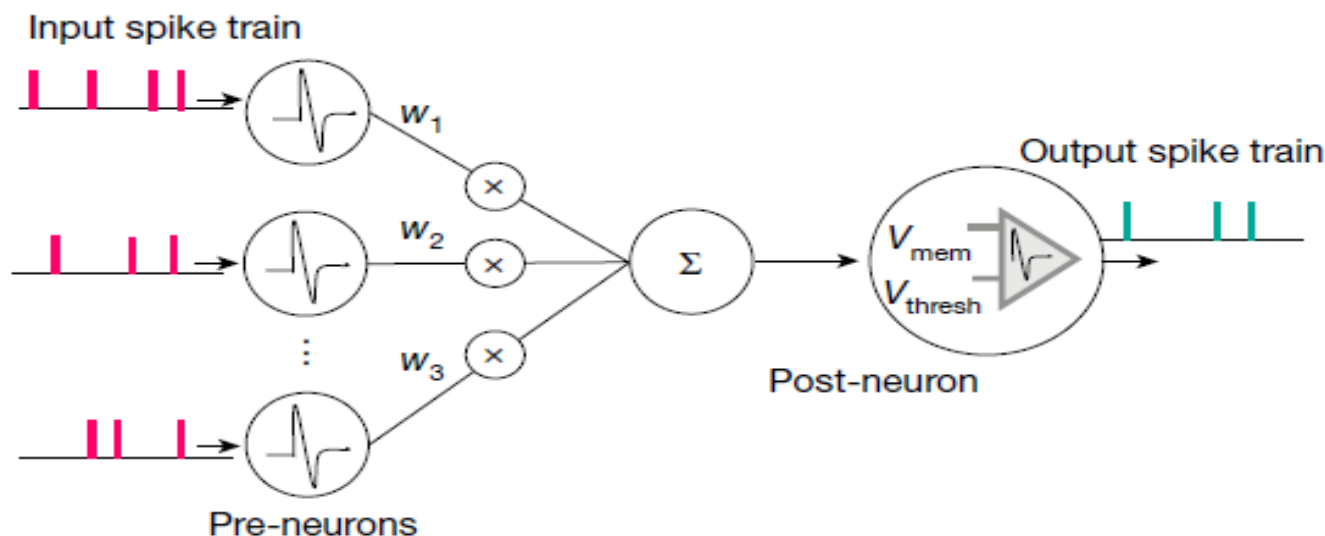 Input spike train
w1
×
Output spike train
w2
×
Σ
Vmem
Vthresh
⋮
w3
×
Post-neuron
Pre-neurons